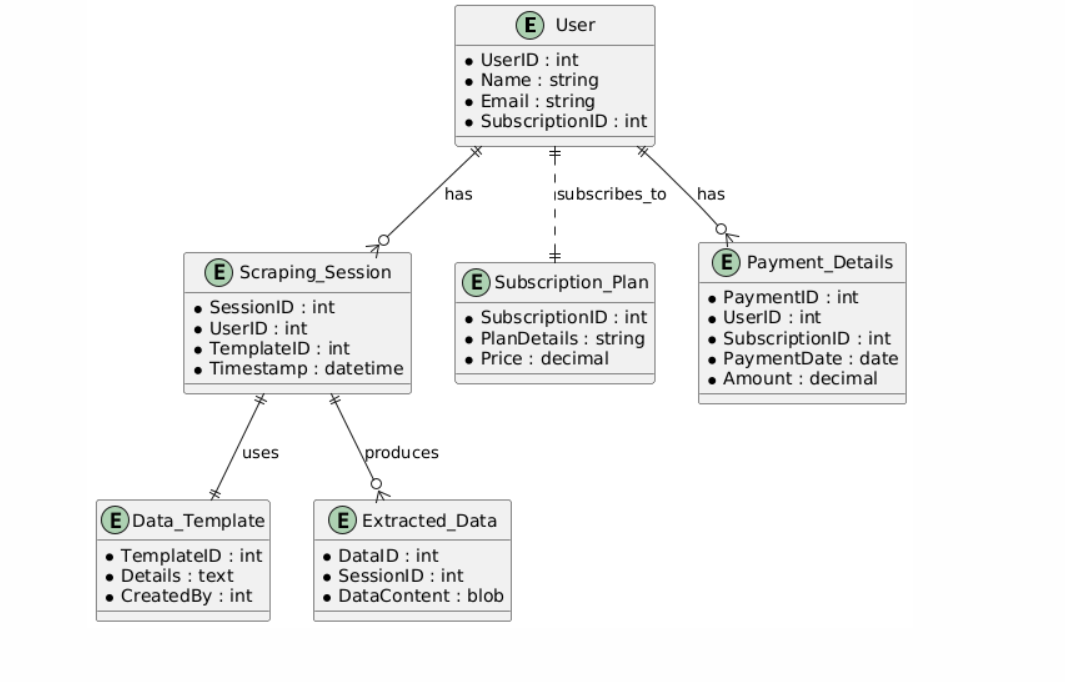 E User
UserID : int
Name : string
Email : string
SubscriptionID : int
has
subscribes_to
has
E Scraping_Session
SessionID : int
UserID : int
TemplateID : int
Timestamp : datetime
E Subscription_Plan
SubscriptionID : int
PlanDetails : string
Price : decimal
E Payment_Details
PaymentID : int
UserID : int
SubscriptionID : int
PaymentDate : date
Amount : decimal
uses
produces
E Data_Template
TemplateID : int
Details : text
CreatedBy : int
E Extracted_Data
DataID : int
SessionID : int
DataContent : blob